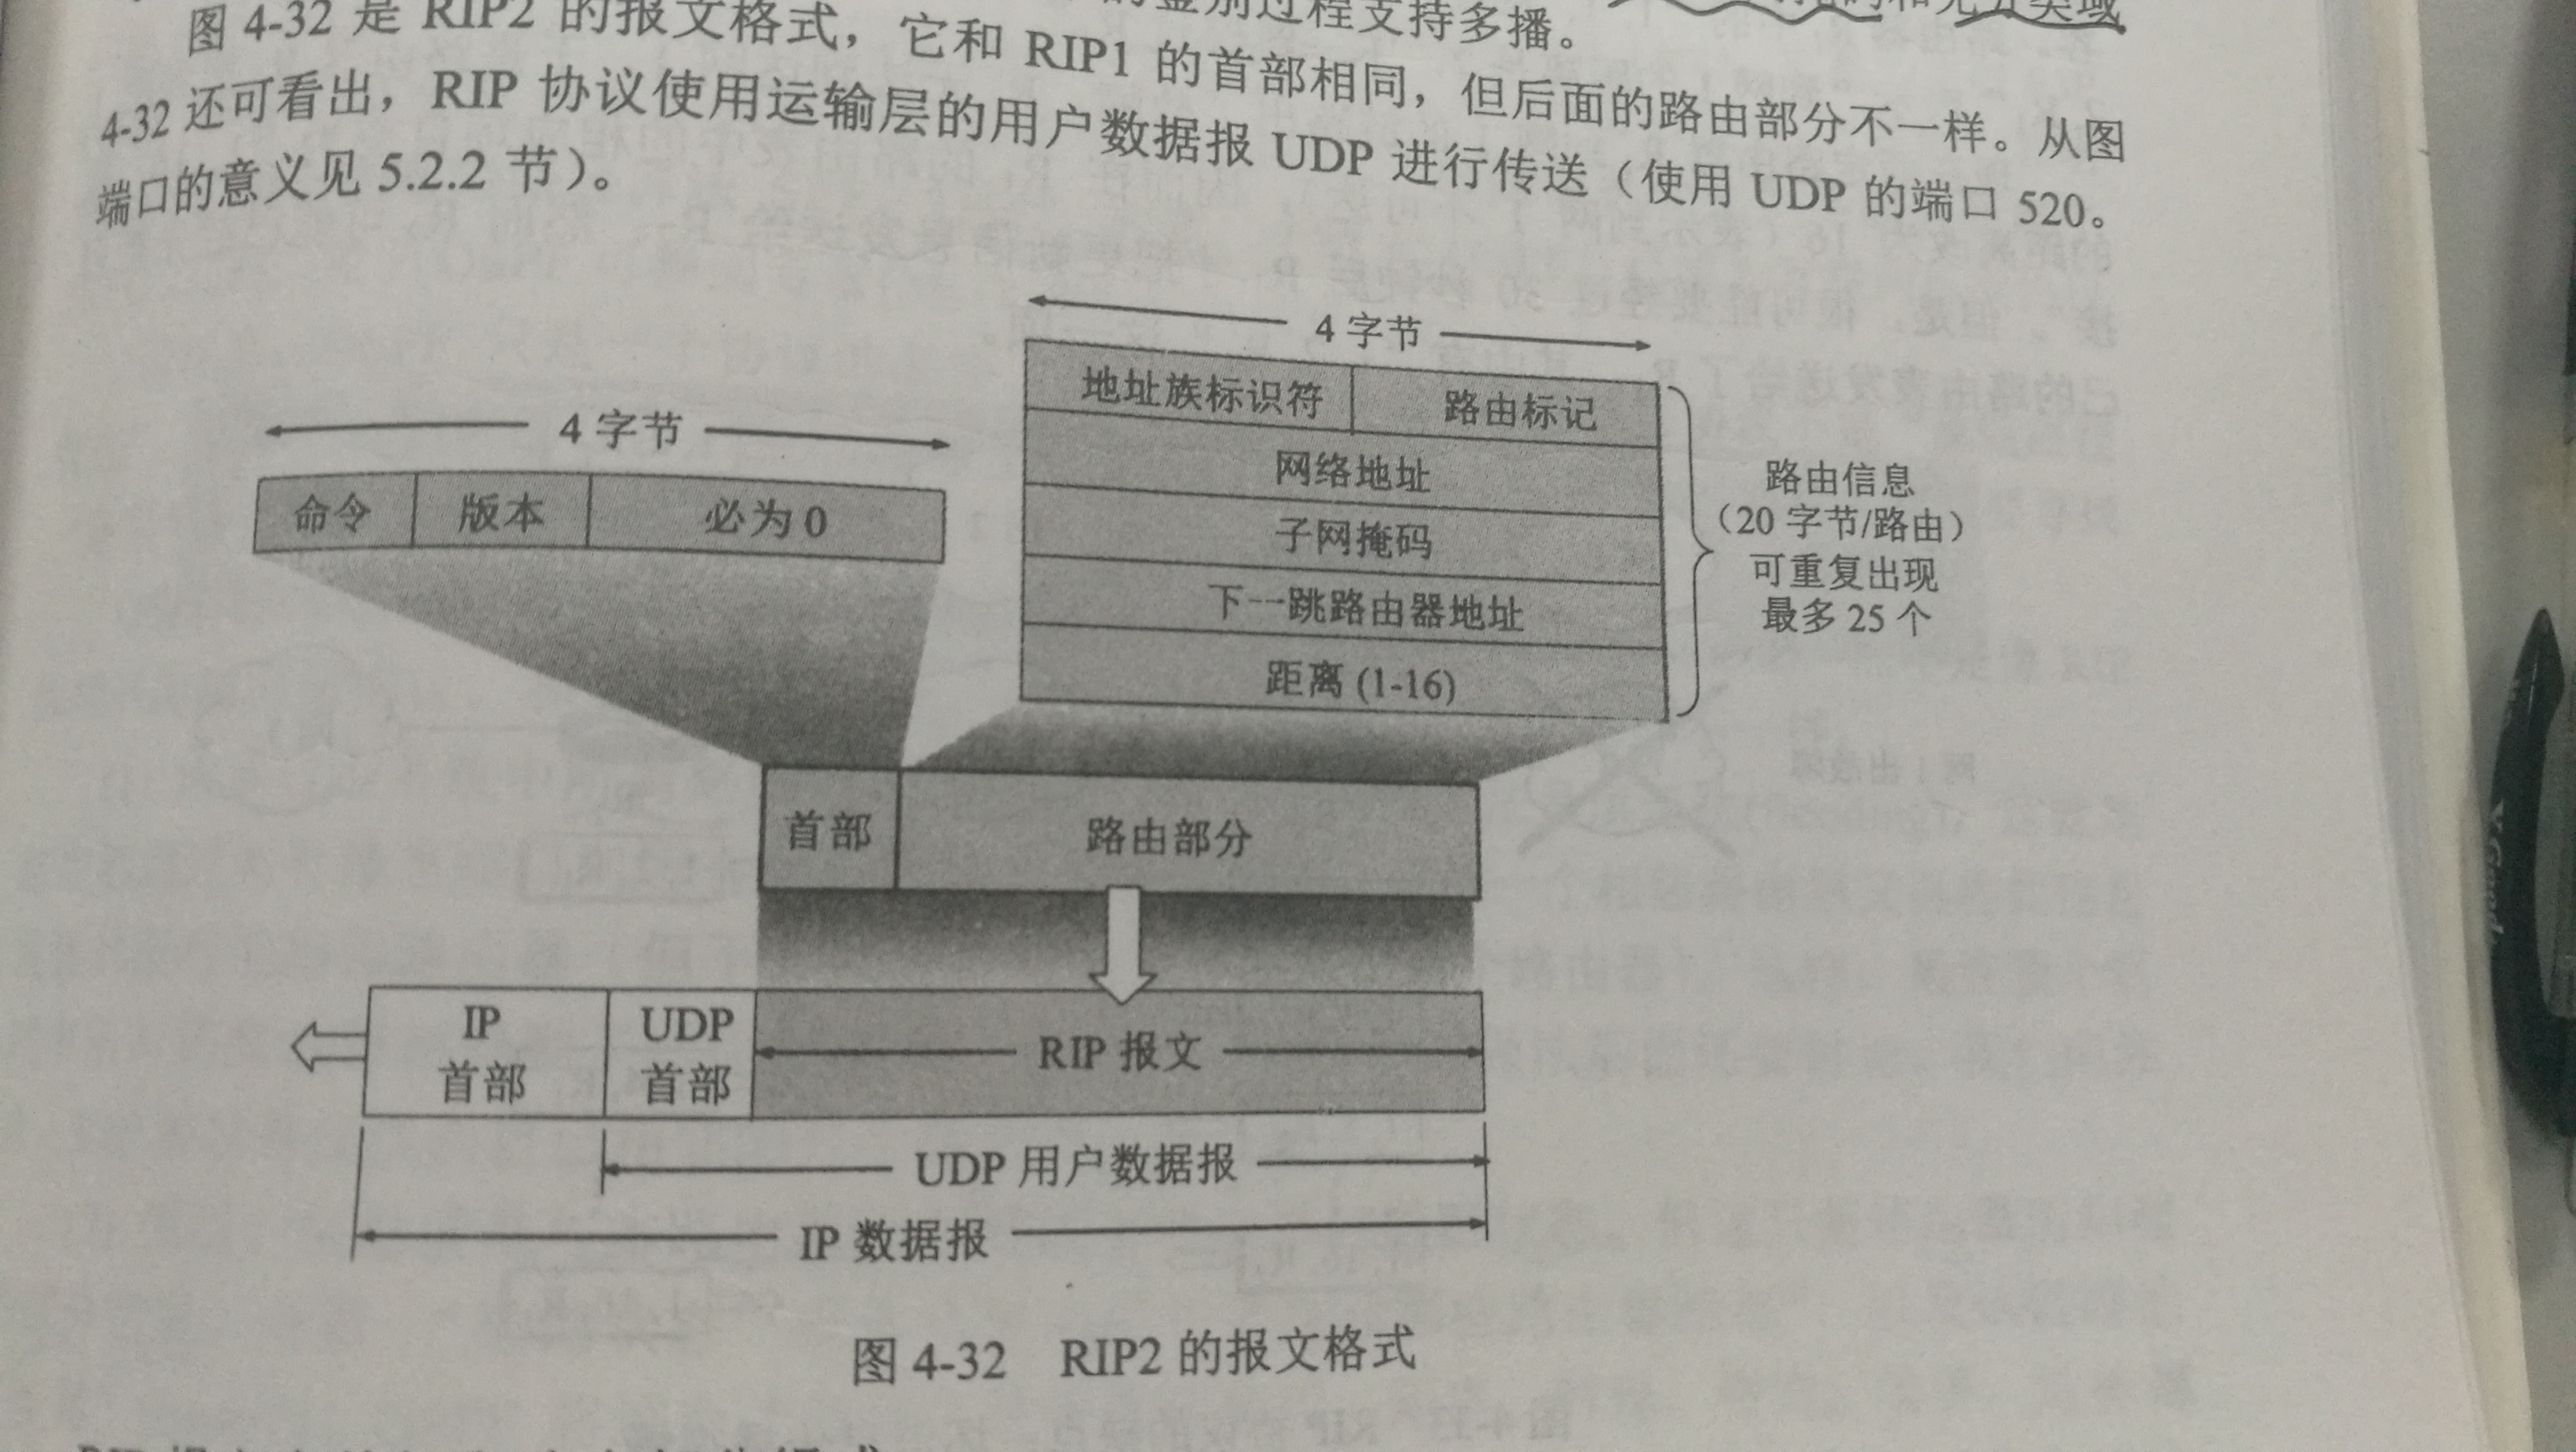 的鉴别过程支持多播。
图 4-32 是 RIP2 的报文格式，它和 RIP1 的首部相同，但后面的路由部分不一样。从图
4-32 还可看出，RIP 协议使用运输层的用户数据报 UDP 进行传送（使用 UDP 的端口 520。
端口的意义见 5.2.2 节）。
4 字节
地址族标识符 路由标记
网络地址
子网掩码
下一跳路由器地址
距离 (1-16)
路由信息
（20 字节/路由）
可重复出现
最多 25 个
4 字节
命令 版本 必为 0
首部 路由部分
IP
首部
UDP
首部
RIP 报文
UDP 用户数据报
IP 数据报
图 4-32 RIP2 的报文格式